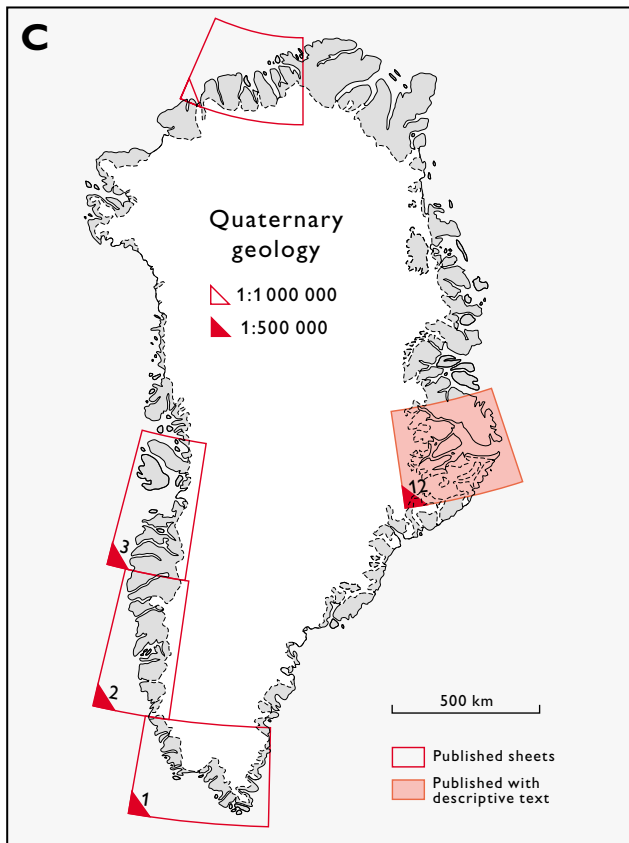 C
Quaternary
geology
1:1 000 000
1:500 000
12
3
2
1
500 km
Published sheets
Published with
descriptive text